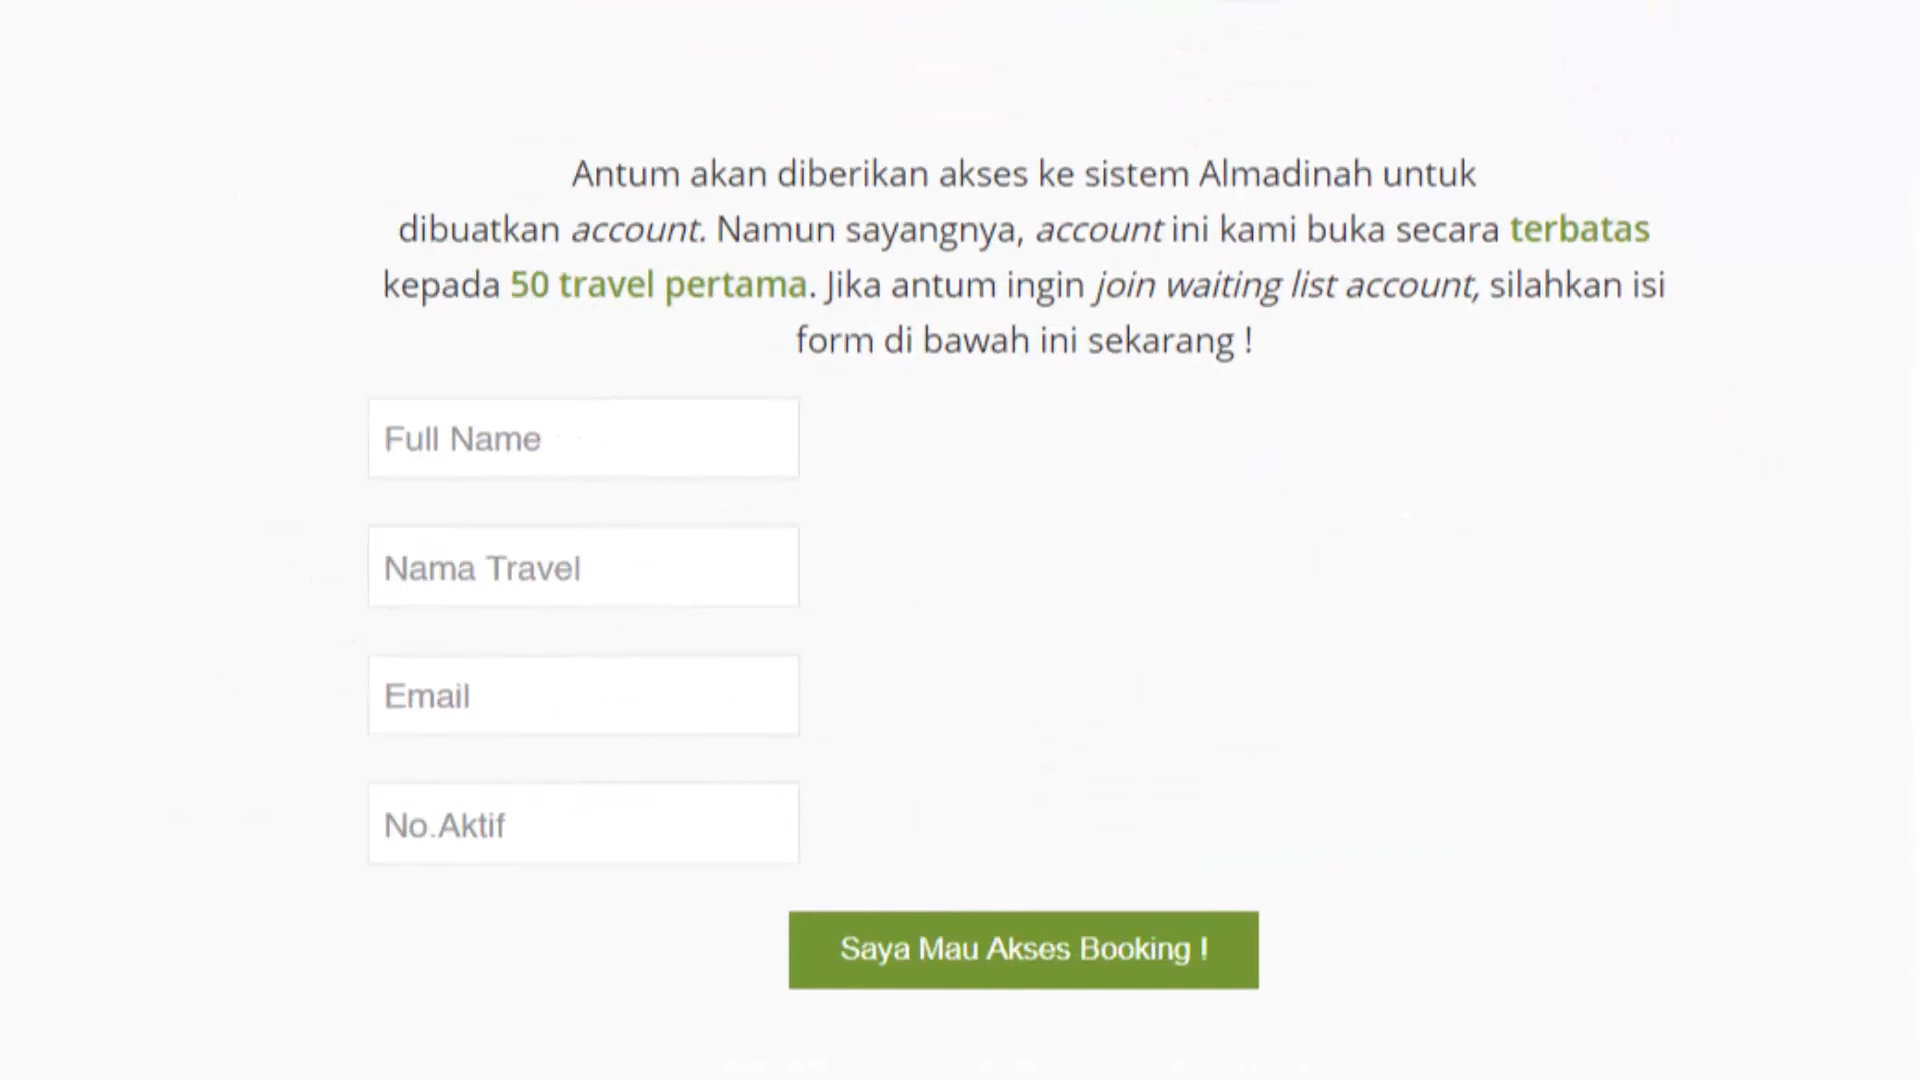 Antum akan diberikan akses ke sistem Almadinah untuk
dibuatkan account. Namun sayangnya, account ini kami buka secara terbatas
kepada 50 travel pertama. Jika antum ingin join waiting list account, silahkan isi
form di bawah ini sekarang !
Full Name
Nama Travel
Email
No.Aktif
Saya Mau Akses Booking !